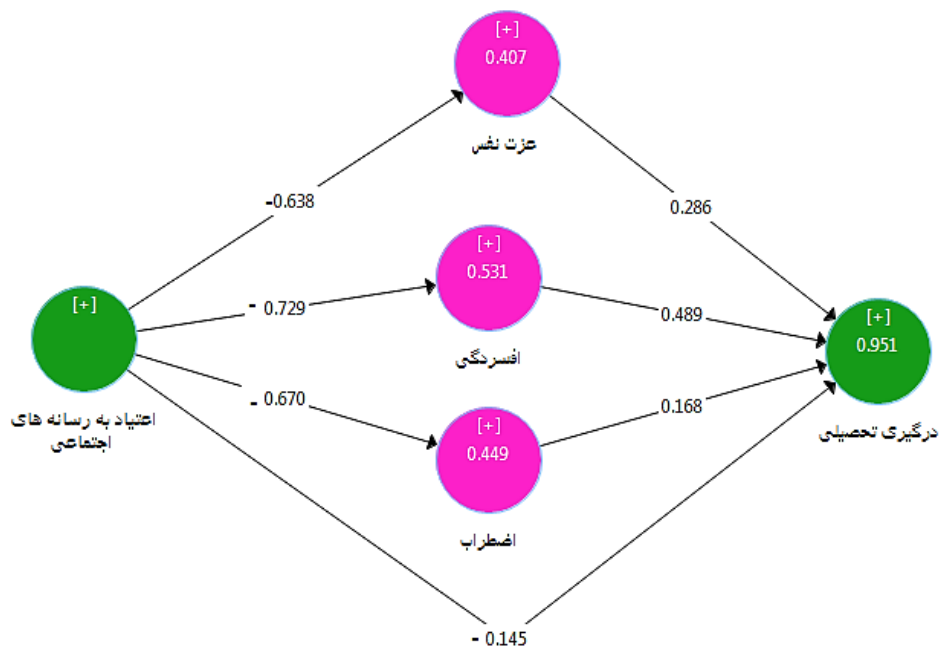 [+]
0.407
عزت نفس
-0.638
0.286
[+]
0.531
افسردگی
- 0.729
0.489
[+]
اعتیاد به رسانه های
اجتماعی
[+]
0.951
درگیری تحصیلی
- 0.670
0.168
[+]
0.449
اضطراب
- 0.145